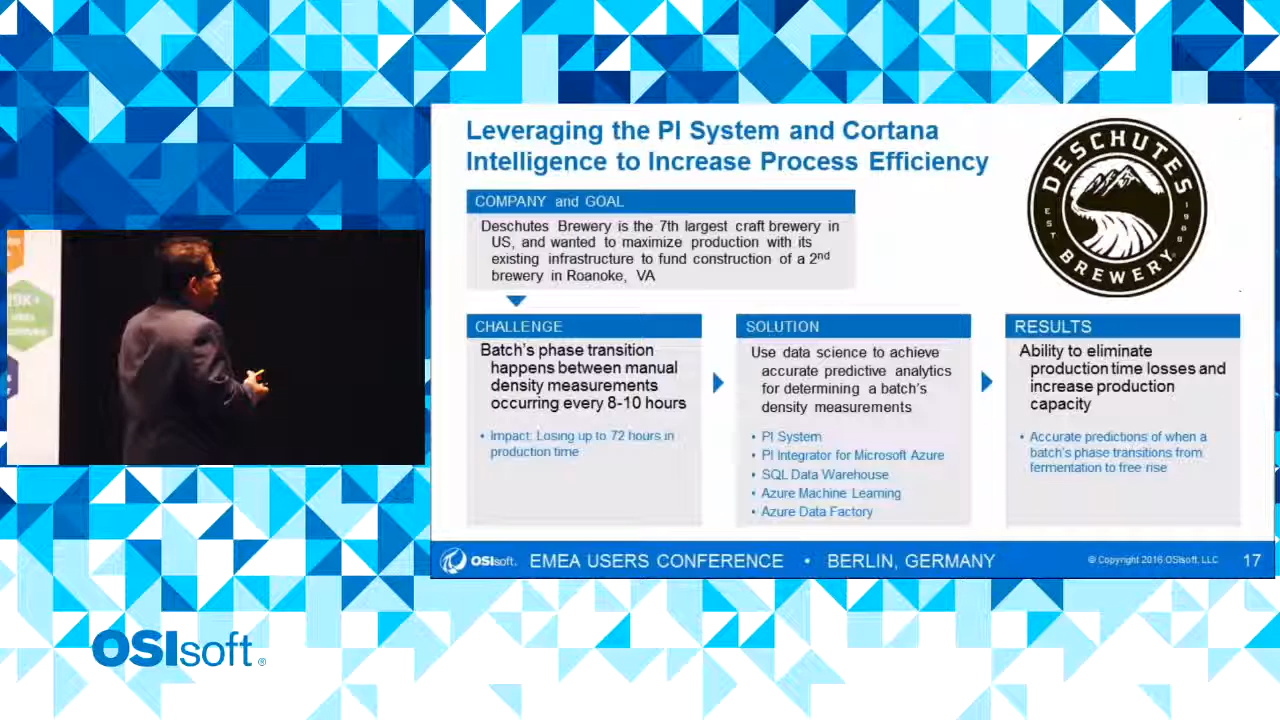 Leveraging the PI System and Cortana
Intelligence to Increase Process Efficiency
DESCHUTES
EST
1988
BREWERY
COMPANY and GOAL
Deschutes Brewery is the 7th largest craft brewery in
US, and wanted to maximize production with its
existing infrastructure to fund construction of a 2nd
brewery in Roanoke, VA
CHALLENGE
Batch's phase transition
happens between manual
density measurements
occurring every 8-10 hours
• Impact: Losing up to 72 hours in
production time
SOLUTION
Use data science to achieve
accurate predictive analytics
for determining a batch's
density measurements
• PI System
• PI Integrator for Microsoft Azure
• SQL Data Warehouse
• Azure Machine Learning
• Azure Data Factory
RESULTS
Ability to eliminate
production time losses and
increase production
capacity
• Accurate predictions of when a
batch's phase transitions from
fermentation to free rise
OSIsoft. EMEA USERS CONFERENCE • BERLIN, GERMANY © Copyright 2016 OSIsoft, LLC 17
OSIsoft®